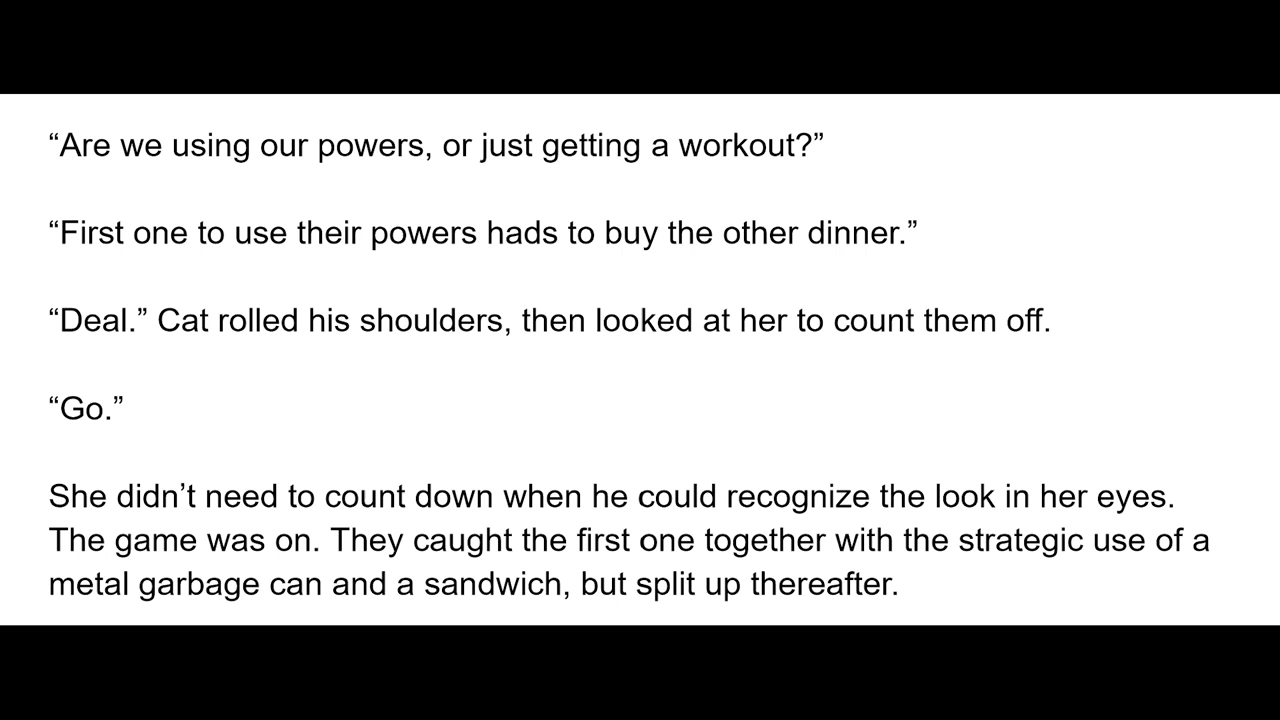 “Are we using our powers, or just getting a workout?”
“First one to use their powers hads to buy the other dinner.”
“Deal.” Cat rolled his shoulders, then looked at her to count them off.
“Go.”
She didn’t need to count down when he could recognize the look in her eyes.
The game was on. They caught the first one together with the strategic use of a
metal garbage can and a sandwich, but split up thereafter.